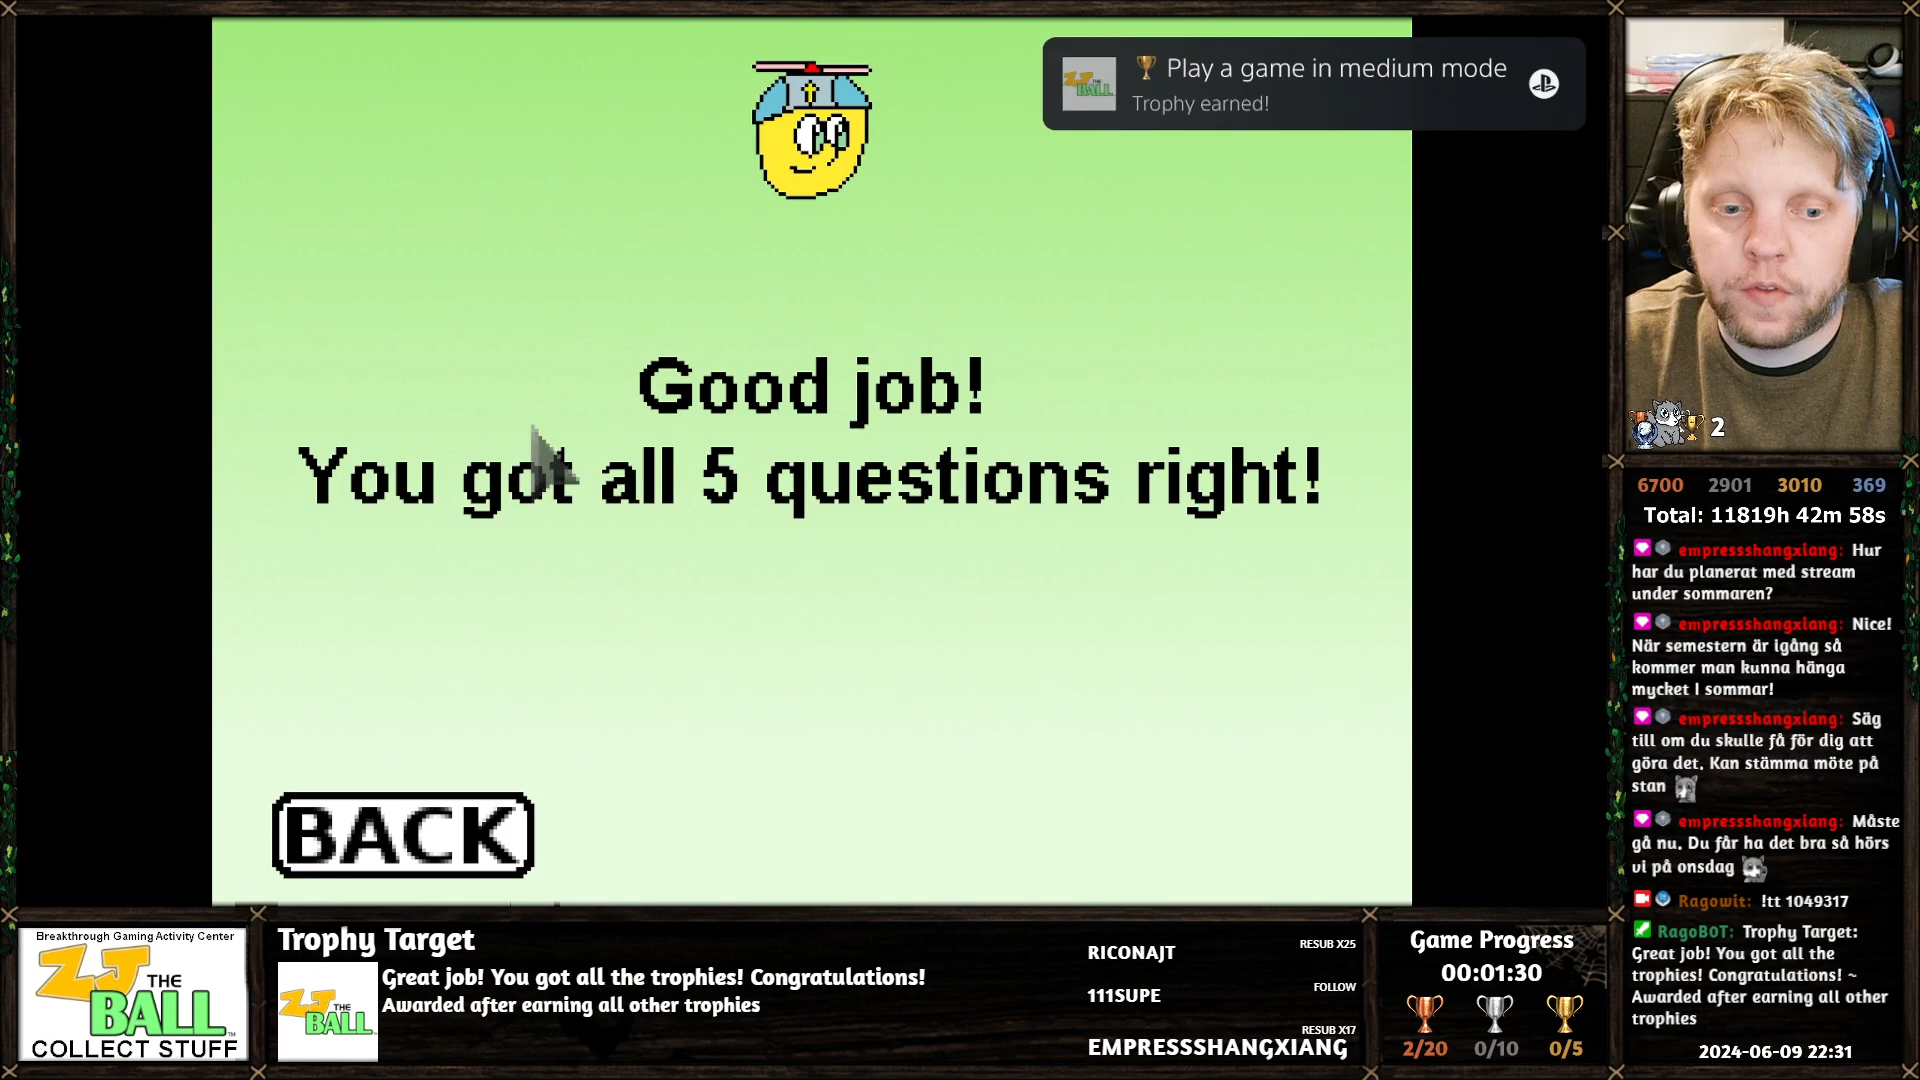 Play a game in medium mode
Trophy earned!
ZJ THE BALL
Good job!
You got all 5 questions right!
BACK
2
6700 2901 3010 369
Total: 11819h 42m 58s
empressshangxiang: Hur
har du planerat med stream
under sommaren?
empressshangxiang: Nice!
När semestern är igång så
kommer man kunna hänga
mycket I sommar!
empressshangxiang: Säg
till om du skulle få för dig att
göra det. Kan stämma möte på
stan
empressshangxiang: Måste
gå nu. Du får ha det bra så hörs
vi på onsdag
Ragowit: !tt 1049317
RagoBOT: Trophy Target:
Great job! You got all the
trophies! Congratulations! ~
Awarded after earning all other
trophies
2024-06-09 22:31
Breakthrough Gaming Activity Center
ZJ THE
BALL™
COLLECT STUFF
Trophy Target
ZJ THE BALL
Great job! You got all the trophies! Congratulations!
Awarded after earning all other trophies
RICONAJT RESUB X25
111SUPE FOLLOW
EMPRESSSHANGXIANG RESUB X17
Game Progress
00:01:30
2/20 0/10 0/5